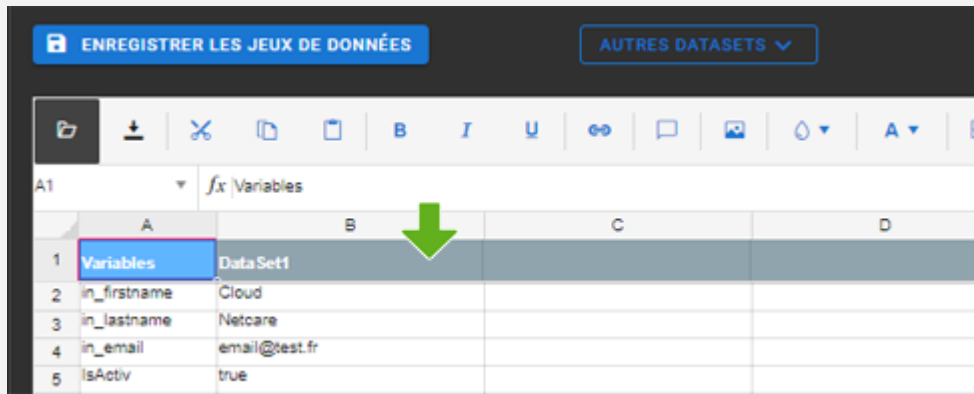 ENREGISTRER LES JEUX DE DONNÉES AUTRES DATASETS
B I U A
A1 fx Variables
A B C D
1 Variables DataSet1
2 in_firstname Cloud
3 in_lastname Netcare
4 in_email email@test.fr
5 IsActiv true